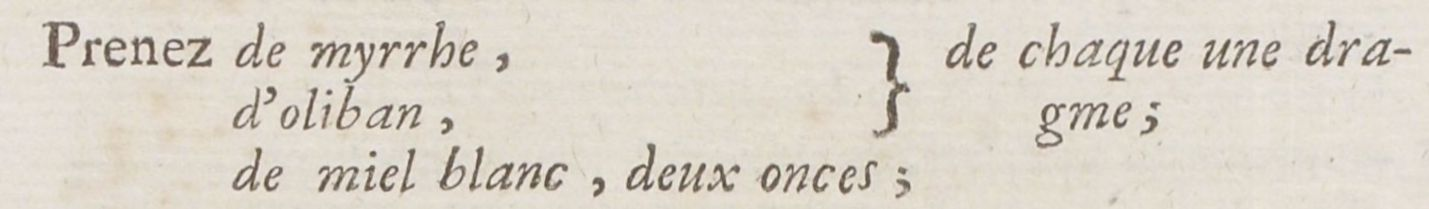 Prenez de myrrhe , } de chaque une dra-
d'oliban , gme ;
de miel blanc , deux onces ;